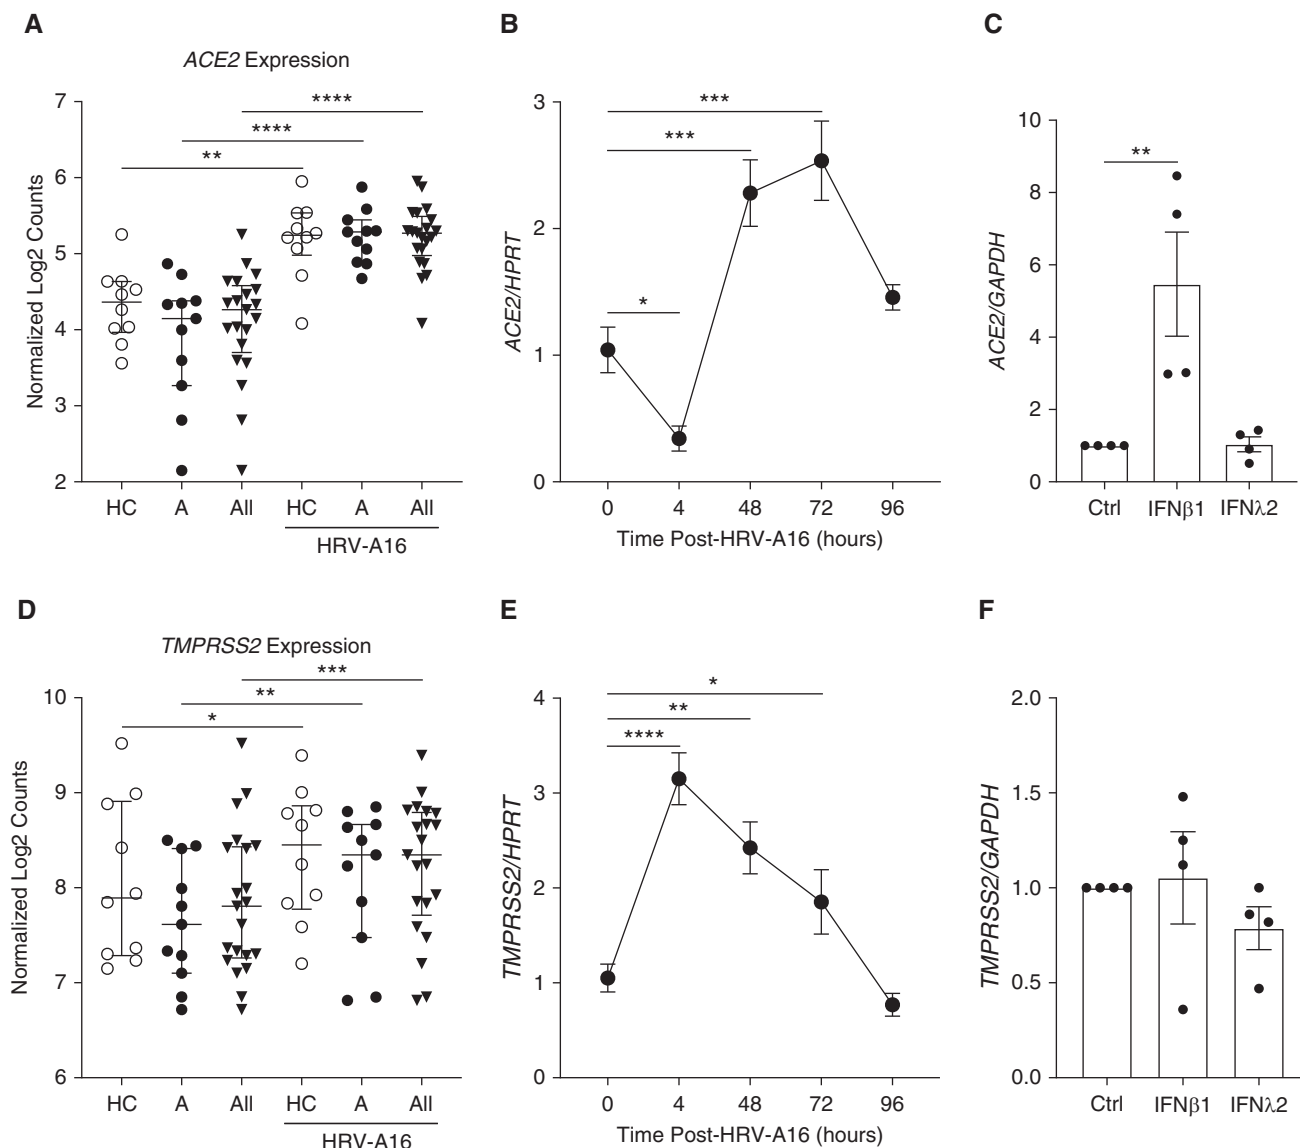 A
ACE2 Expression
Normalized Log2 Counts
7
6
5
4
3
2
**
****
****
HC
A
All
HC
A
All
HRV-A16
B
ACE2/HPRT
3
2
1
0
*
***
***
0
4
48
72
96
Time Post-HRV-A16 (hours)
C
ACE2/GAPDH
10
8
6
4
2
0
**
Ctrl
IFNβ1
IFNλ2
D
TMPRSS2 Expression
Normalized Log2 Counts
10
9
8
7
6
*
**
***
HC
A
All
HC
A
All
HRV-A16
E
TMPRSS2/HPRT
4
3
2
1
0
*
**
****
0
4
48
72
96
Time Post-HRV-A16 (hours)
F
TMPRSS2/GAPDH
2.0
1.5
1.0
0.5
0.0
Ctrl
IFNβ1
IFNλ2